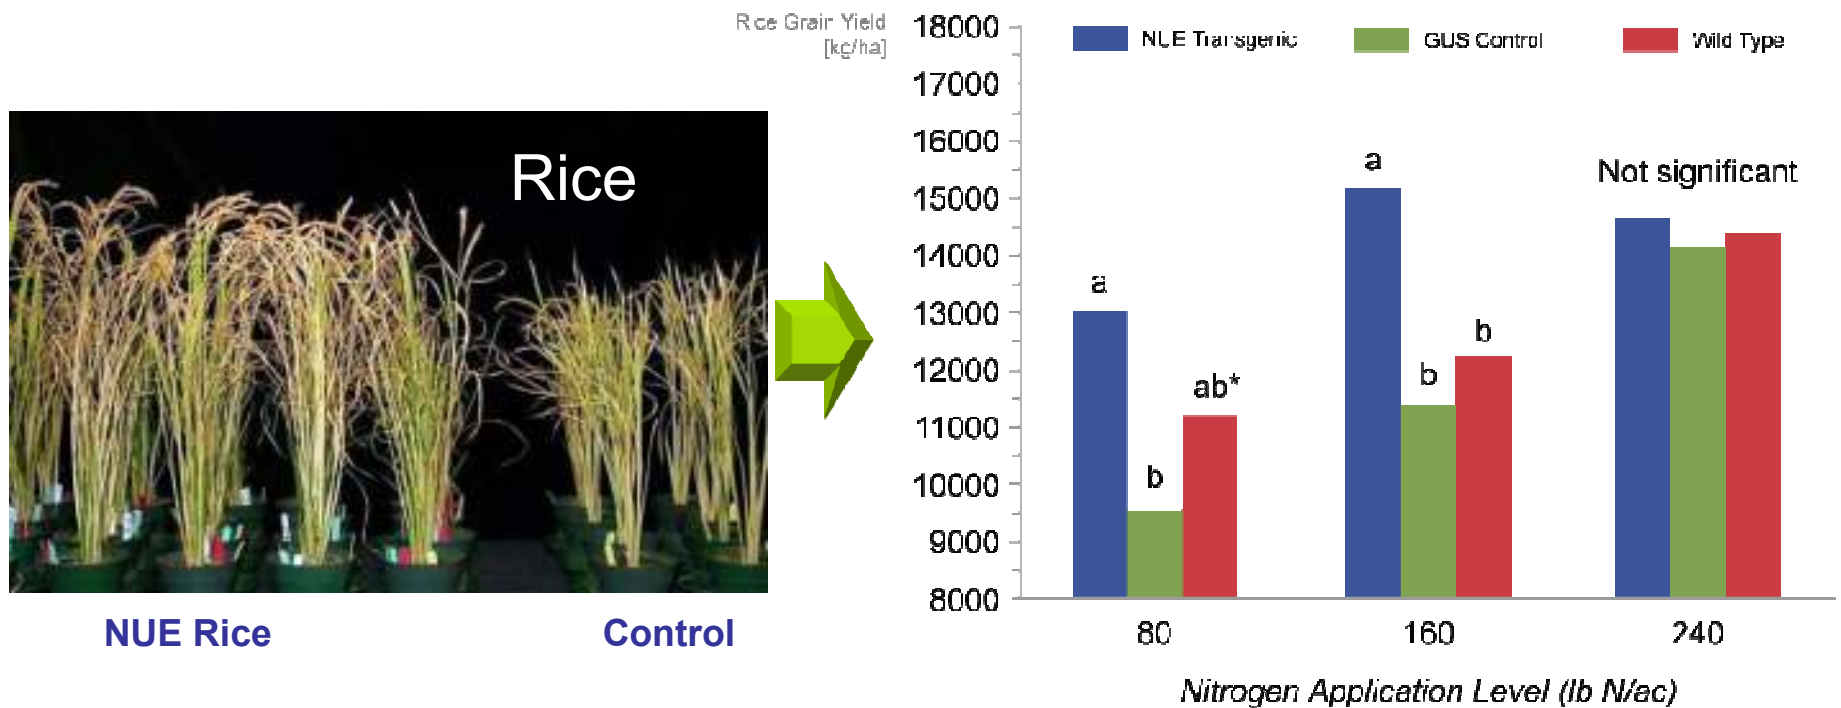 Rice
NUE Rice
Control
Rice Grain Yield
[kg/ha]
18000
17000
16000
15000
14000
13000
12000
11000
10000
9000
8000
NUE Transgenic
GUS Control
Wild Type
a
b
ab*
a
b
b
Not significant
80
160
240
Nitrogen Application Level (lb N/ac)